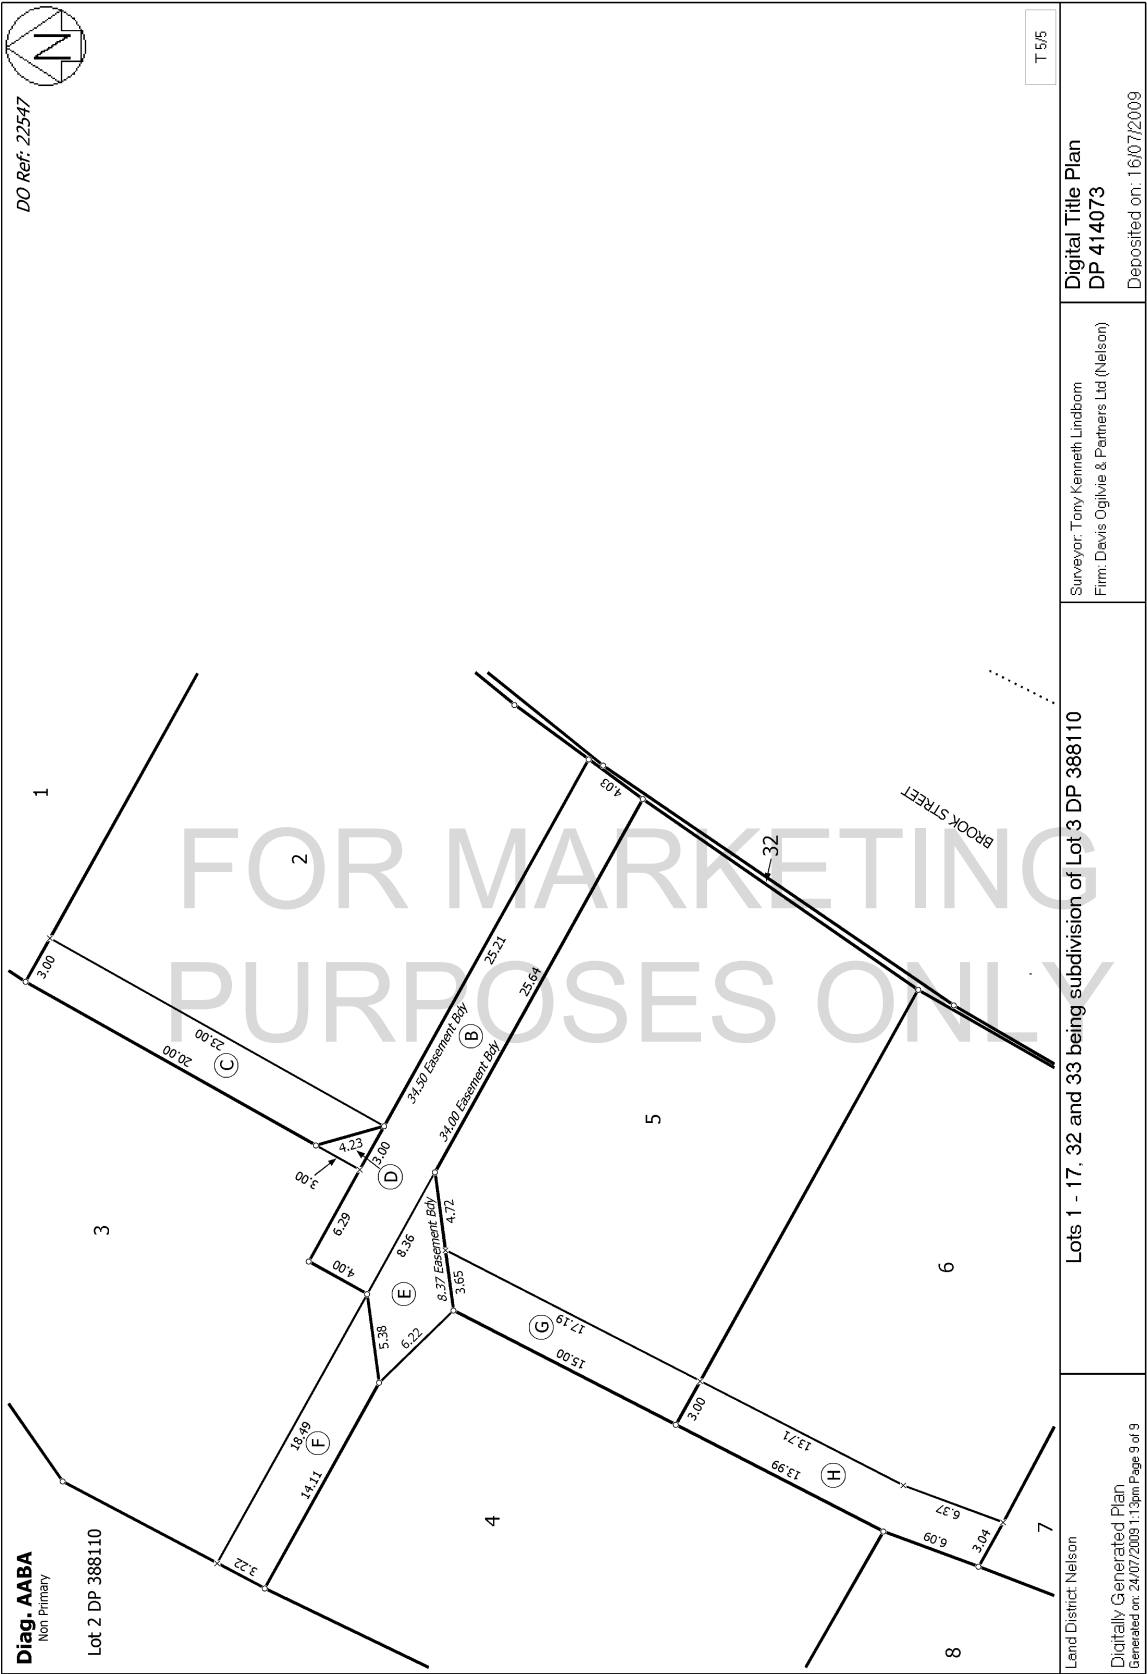 Diag. AABA
Non Primary
Lot 2 DP 388110
DO Ref: 22547
N
T 5/5
1
2
3
4
5
6
7
8
32
3.00
23.00
20.00
C
3.00
4.23
3.00
D
6.29
4.00
25.21
34.50 Easement Bdy
B
25.64
34.00 Easement Bdy
4.03
8.36
E
8.37 Easement Bdy
4.72
3.65
5.38
6.22
18.49
F
14.11
3.22
G
17.19
15.00
3.00
13.71
13.99
H
6.37
6.09
3.04
BROOK STREET
FOR MARKETING
PURPOSES ONLY
Land District: Nelson
Digitally Generated Plan
Generated on: 24/07/2009 1:13pm Page 9 of 9
Lots 1 - 17, 32 and 33 being subdivision of Lot 3 DP 388110
Surveyor: Tony Kenneth Lindbom
Firm: Davis Ogilvie & Partners Ltd (Nelson)
Digital Title Plan
DP 414073
Deposited on: 16/07/2009